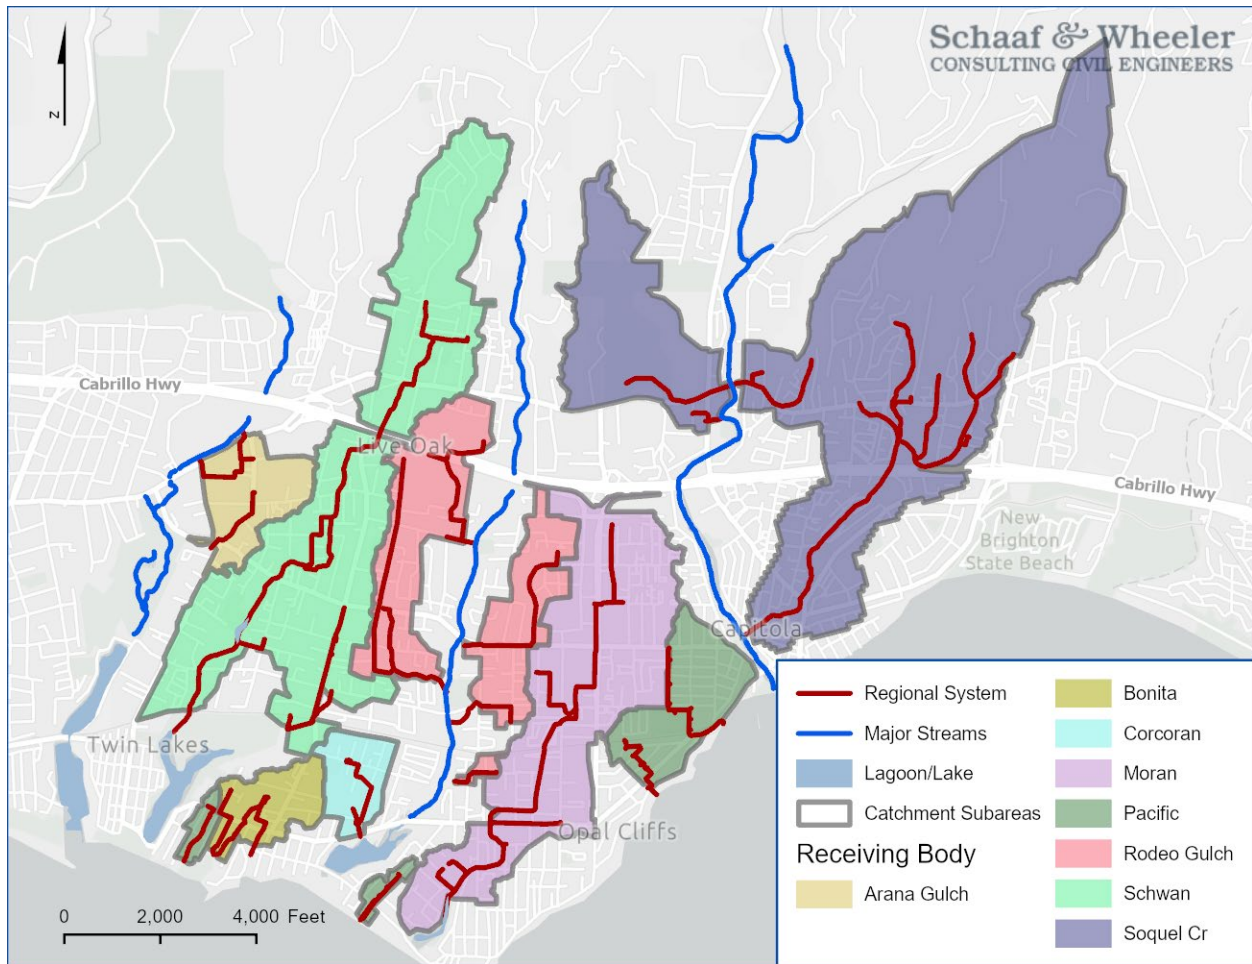 Schaaf & Wheeler
CONSULTING CIVIL ENGINEERS
N
Cabrillo Hwy
Live Oak
Cabrillo Hwy
New
Brighton
State Beach
Capitola
Twin Lakes
Opal Cliffs
0 2,000 4,000 Feet
Regional System
Major Streams
Lagoon/Lake
Catchment Subareas
Receiving Body
Arana Gulch
Bonita
Corcoran
Moran
Pacific
Rodeo Gulch
Schwan
Soquel Cr